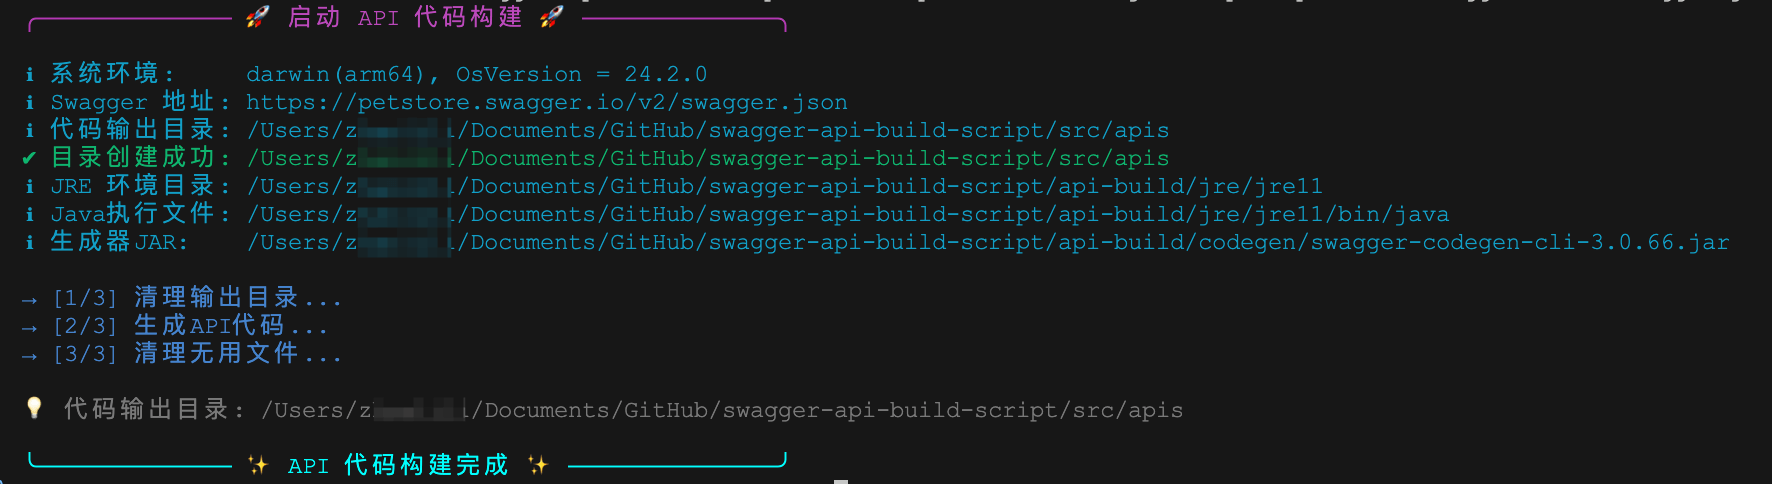 🚀 启动 API 代码构建 🚀
ℹ 系统环境: darwin(arm64), OsVersion = 24.2.0
ℹ Swagger 地址: https://petstore.swagger.io/v2/swagger.json
ℹ 代码输出目录: /Users/z /Documents/GitHub/swagger-api-build-script/src/apis
✔ 目录创建成功: /Users/z /Documents/GitHub/swagger-api-build-script/src/apis
ℹ JRE 环境目录: /Users/z /Documents/GitHub/swagger-api-build-script/api-build/jre/jre11
ℹ Java执行文件: /Users/z /Documents/GitHub/swagger-api-build-script/api-build/jre/jre11/bin/java
ℹ 生成器JAR: /Users/z /Documents/GitHub/swagger-api-build-script/api-build/codegen/swagger-codegen-cli-3.0.66.jar
→ [1/3] 清理输出目录...
→ [2/3] 生成API代码...
→ [3/3] 清理无用文件...
💡 代码输出目录: /Users/z /Documents/GitHub/swagger-api-build-script/src/apis
✨ API 代码构建完成 ✨